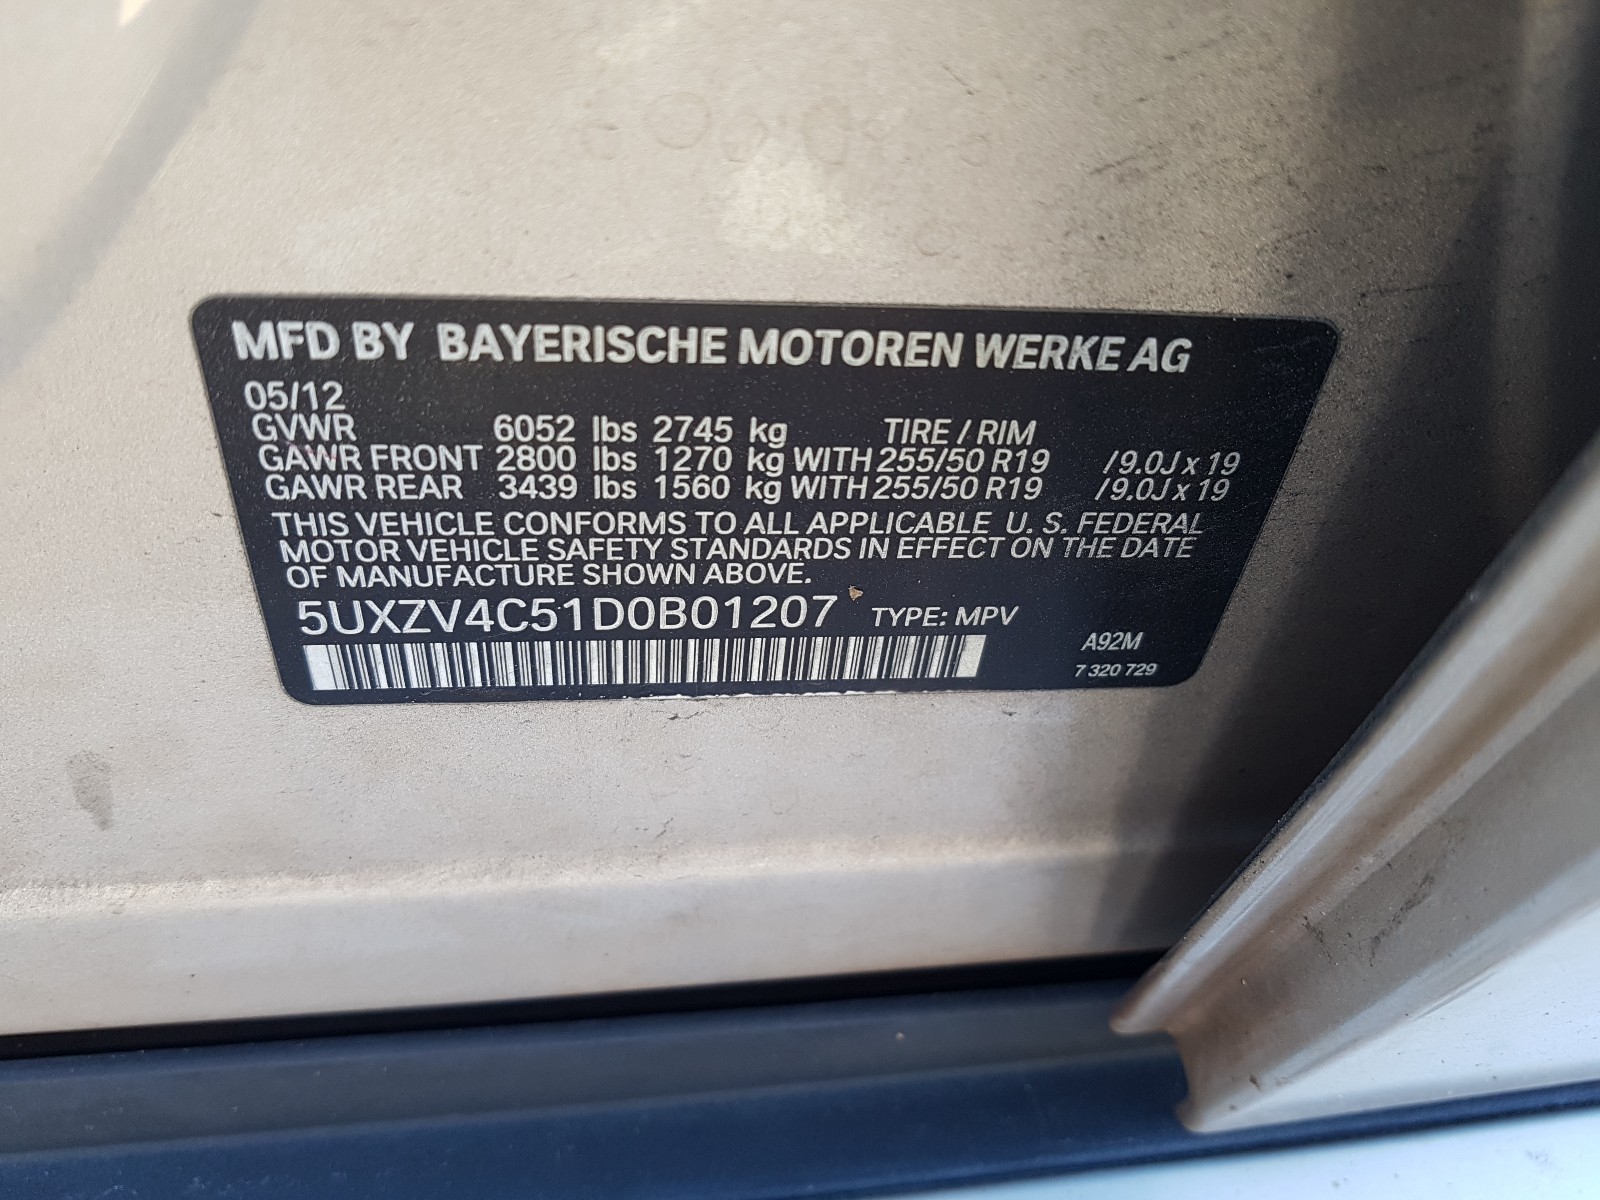 MFD BY BAYERISCHE MOTOREN WERKE AG
05/12
GVWR 6052 lbs 2745 kg TIRE / RIM
GAWR FRONT 2800 lbs 1270 kg WITH 255/50 R19 /9.0J x 19
GAWR REAR 3439 lbs 1560 kg WITH 255/50 R19 /9.0J x 19
THIS VEHICLE CONFORMS TO ALL APPLICABLE U. S. FEDERAL
MOTOR VEHICLE SAFETY STANDARDS IN EFFECT ON THE DATE
OF MANUFACTURE SHOWN ABOVE.
5UXZV4C51D0B01207 TYPE: MPV
A92M
7 320 729